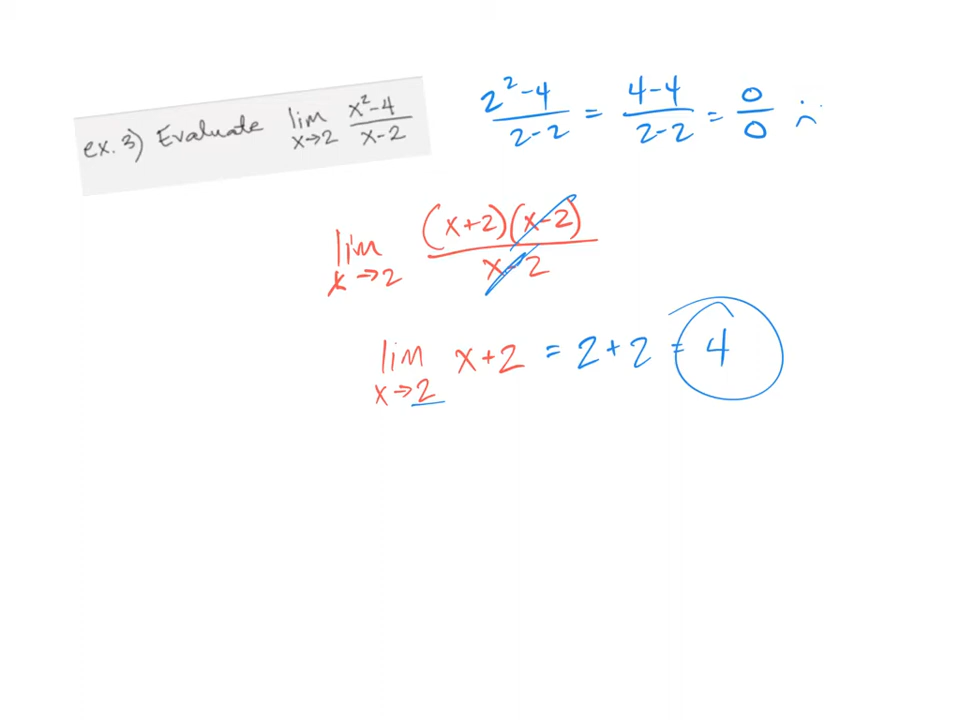 ex. 3) Evaluate lim x→2 x²-4 / x-2
2²-4 / 2-2 = 4-4 / 2-2 = 0/0 :(
lim x→2 (x+2)(x-2) / x-2
lim x→2 x+2 = 2+2 = 4